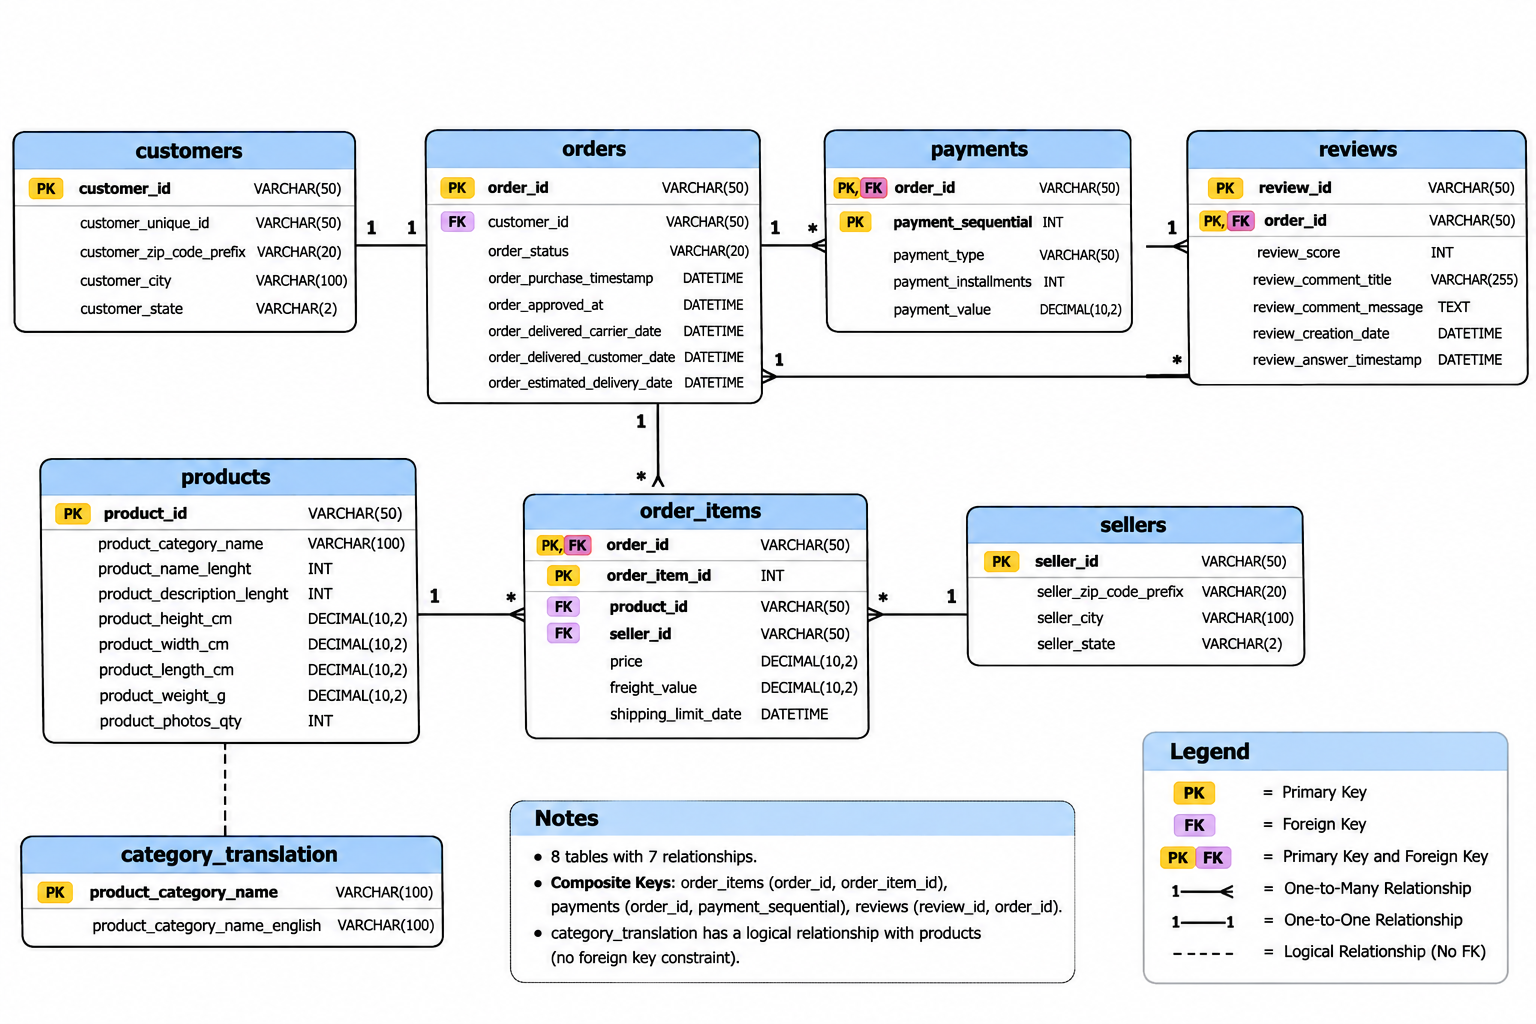 customers
PK customer_id VARCHAR(50)
customer_unique_id VARCHAR(50)
customer_zip_code_prefix VARCHAR(20)
customer_city VARCHAR(100)
customer_state VARCHAR(2)
1 1
orders
PK order_id VARCHAR(50)
FK customer_id VARCHAR(50)
order_status VARCHAR(20)
order_purchase_timestamp DATETIME
order_approved_at DATETIME
order_delivered_carrier_date DATETIME
order_delivered_customer_date DATETIME
order_estimated_delivery_date DATETIME
1 *
payments
PK, FK order_id VARCHAR(50)
PK payment_sequential INT
payment_type VARCHAR(50)
payment_installments INT
payment_value DECIMAL(10,2)
1
reviews
PK review_id VARCHAR(50)
PK, FK order_id VARCHAR(50)
review_score INT
review_comment_title VARCHAR(255)
review_comment_message TEXT
review_creation_date DATETIME
review_answer_timestamp DATETIME
1 *
1
*
products
PK product_id VARCHAR(50)
product_category_name VARCHAR(100)
product_name_lenght INT
product_description_lenght INT
product_height_cm DECIMAL(10,2)
product_width_cm DECIMAL(10,2)
product_length_cm DECIMAL(10,2)
product_weight_g DECIMAL(10,2)
product_photos_qty INT
1 *
order_items
PK, FK order_id VARCHAR(50)
PK order_item_id INT
FK product_id VARCHAR(50)
FK seller_id VARCHAR(50)
price DECIMAL(10,2)
freight_value DECIMAL(10,2)
shipping_limit_date DATETIME
* 1
sellers
PK seller_id VARCHAR(50)
seller_zip_code_prefix VARCHAR(20)
seller_city VARCHAR(100)
seller_state VARCHAR(2)
category_translation
PK product_category_name VARCHAR(100)
product_category_name_english VARCHAR(100)
Notes
• 8 tables with 7 relationships.
• Composite Keys: order_items (order_id, order_item_id),
payments (order_id, payment_sequential), reviews (review_id, order_id).
• category_translation has a logical relationship with products
(no foreign key constraint).
Legend
PK = Primary Key
FK = Foreign Key
PK FK = Primary Key and Foreign Key
1 = One-to-Many Relationship
1 1 = One-to-One Relationship
= Logical Relationship (No FK)